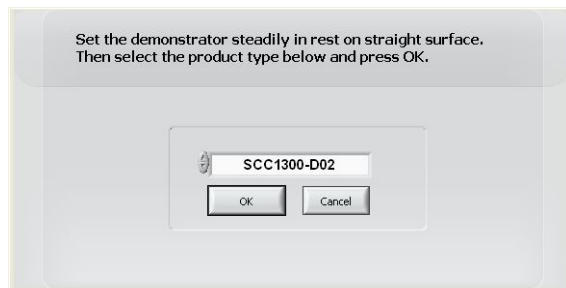 Set the demonstrator steadily in rest on straight surface.
Then select the product type below and press OK.
SCC1300-D02
OK
Cancel